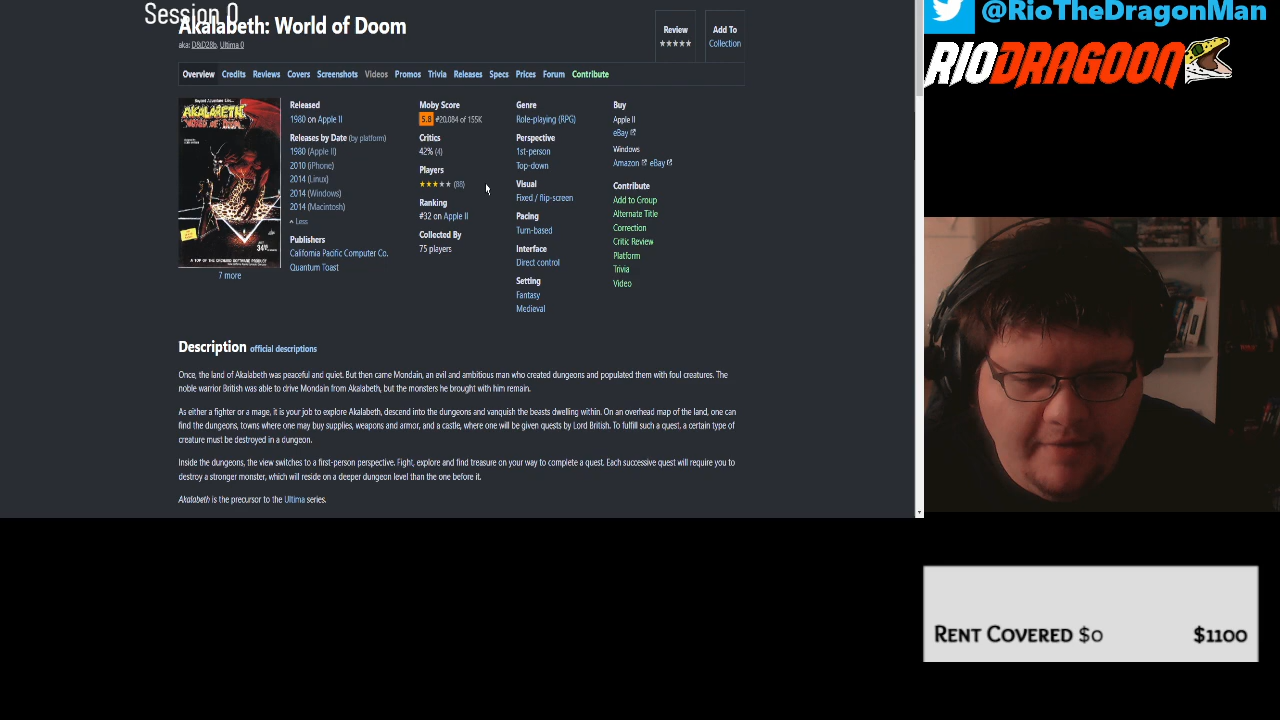 Session 0
Akalabeth: World of Doom
aka: D&D28b, Ultima 0
Review
Add To
Collection
Overview Credits Reviews Covers Screenshots Videos Promos Trivia Releases Specs Prices Forum Contribute
AKALABETH
WORLD OF DOOM
7 more
Released
1980 on Apple II
Releases by Date (by platform)
1980 (Apple II)
2010 (iPhone)
2014 (Linux)
2014 (Windows)
2014 (Macintosh)
Less
Publishers
California Pacific Computer Co.
Quantum Toast
Moby Score
5.8 #20,084 of 155K
Critics
42% (4)
Players
(88)
Ranking
#32 on Apple II
Collected By
75 players
Genre
Role-playing (RPG)
Perspective
1st-person
Top-down
Visual
Fixed / flip-screen
Pacing
Turn-based
Interface
Direct control
Setting
Fantasy
Medieval
Buy
Apple II
eBay
Windows
Amazon eBay
Contribute
Add to Group
Alternate Title
Correction
Critic Review
Platform
Trivia
Video
Description official descriptions
Once, the land of Akalabeth was peaceful and quiet. But then came Mondain, an evil and ambitious man who created dungeons and populated them with foul creatures. The
noble warrior British was able to drive Mondain from Akalabeth, but the monsters he brought with him remain.
As either a fighter or a mage, it is your job to explore Akalabeth, descend into the dungeons and vanquish the beasts dwelling within. On an overhead map of the land, one can
find the dungeons, towns where one may buy supplies, weapons and armor, and a castle, where one will be given quests by Lord British. To fulfill such a quest, a certain type of
creature must be destroyed in a dungeon.
Inside the dungeons, the view switches to a first-person perspective. Fight, explore and find treasure on your way to complete a quest. Each successive quest will require you to
destroy a stronger monster, which will reside on a deeper dungeon level than the one before it.
Akalabeth is the precursor to the Ultima series.
@RioTheDragonMan
RIODRAGOON
Rent Covered $0 $1100